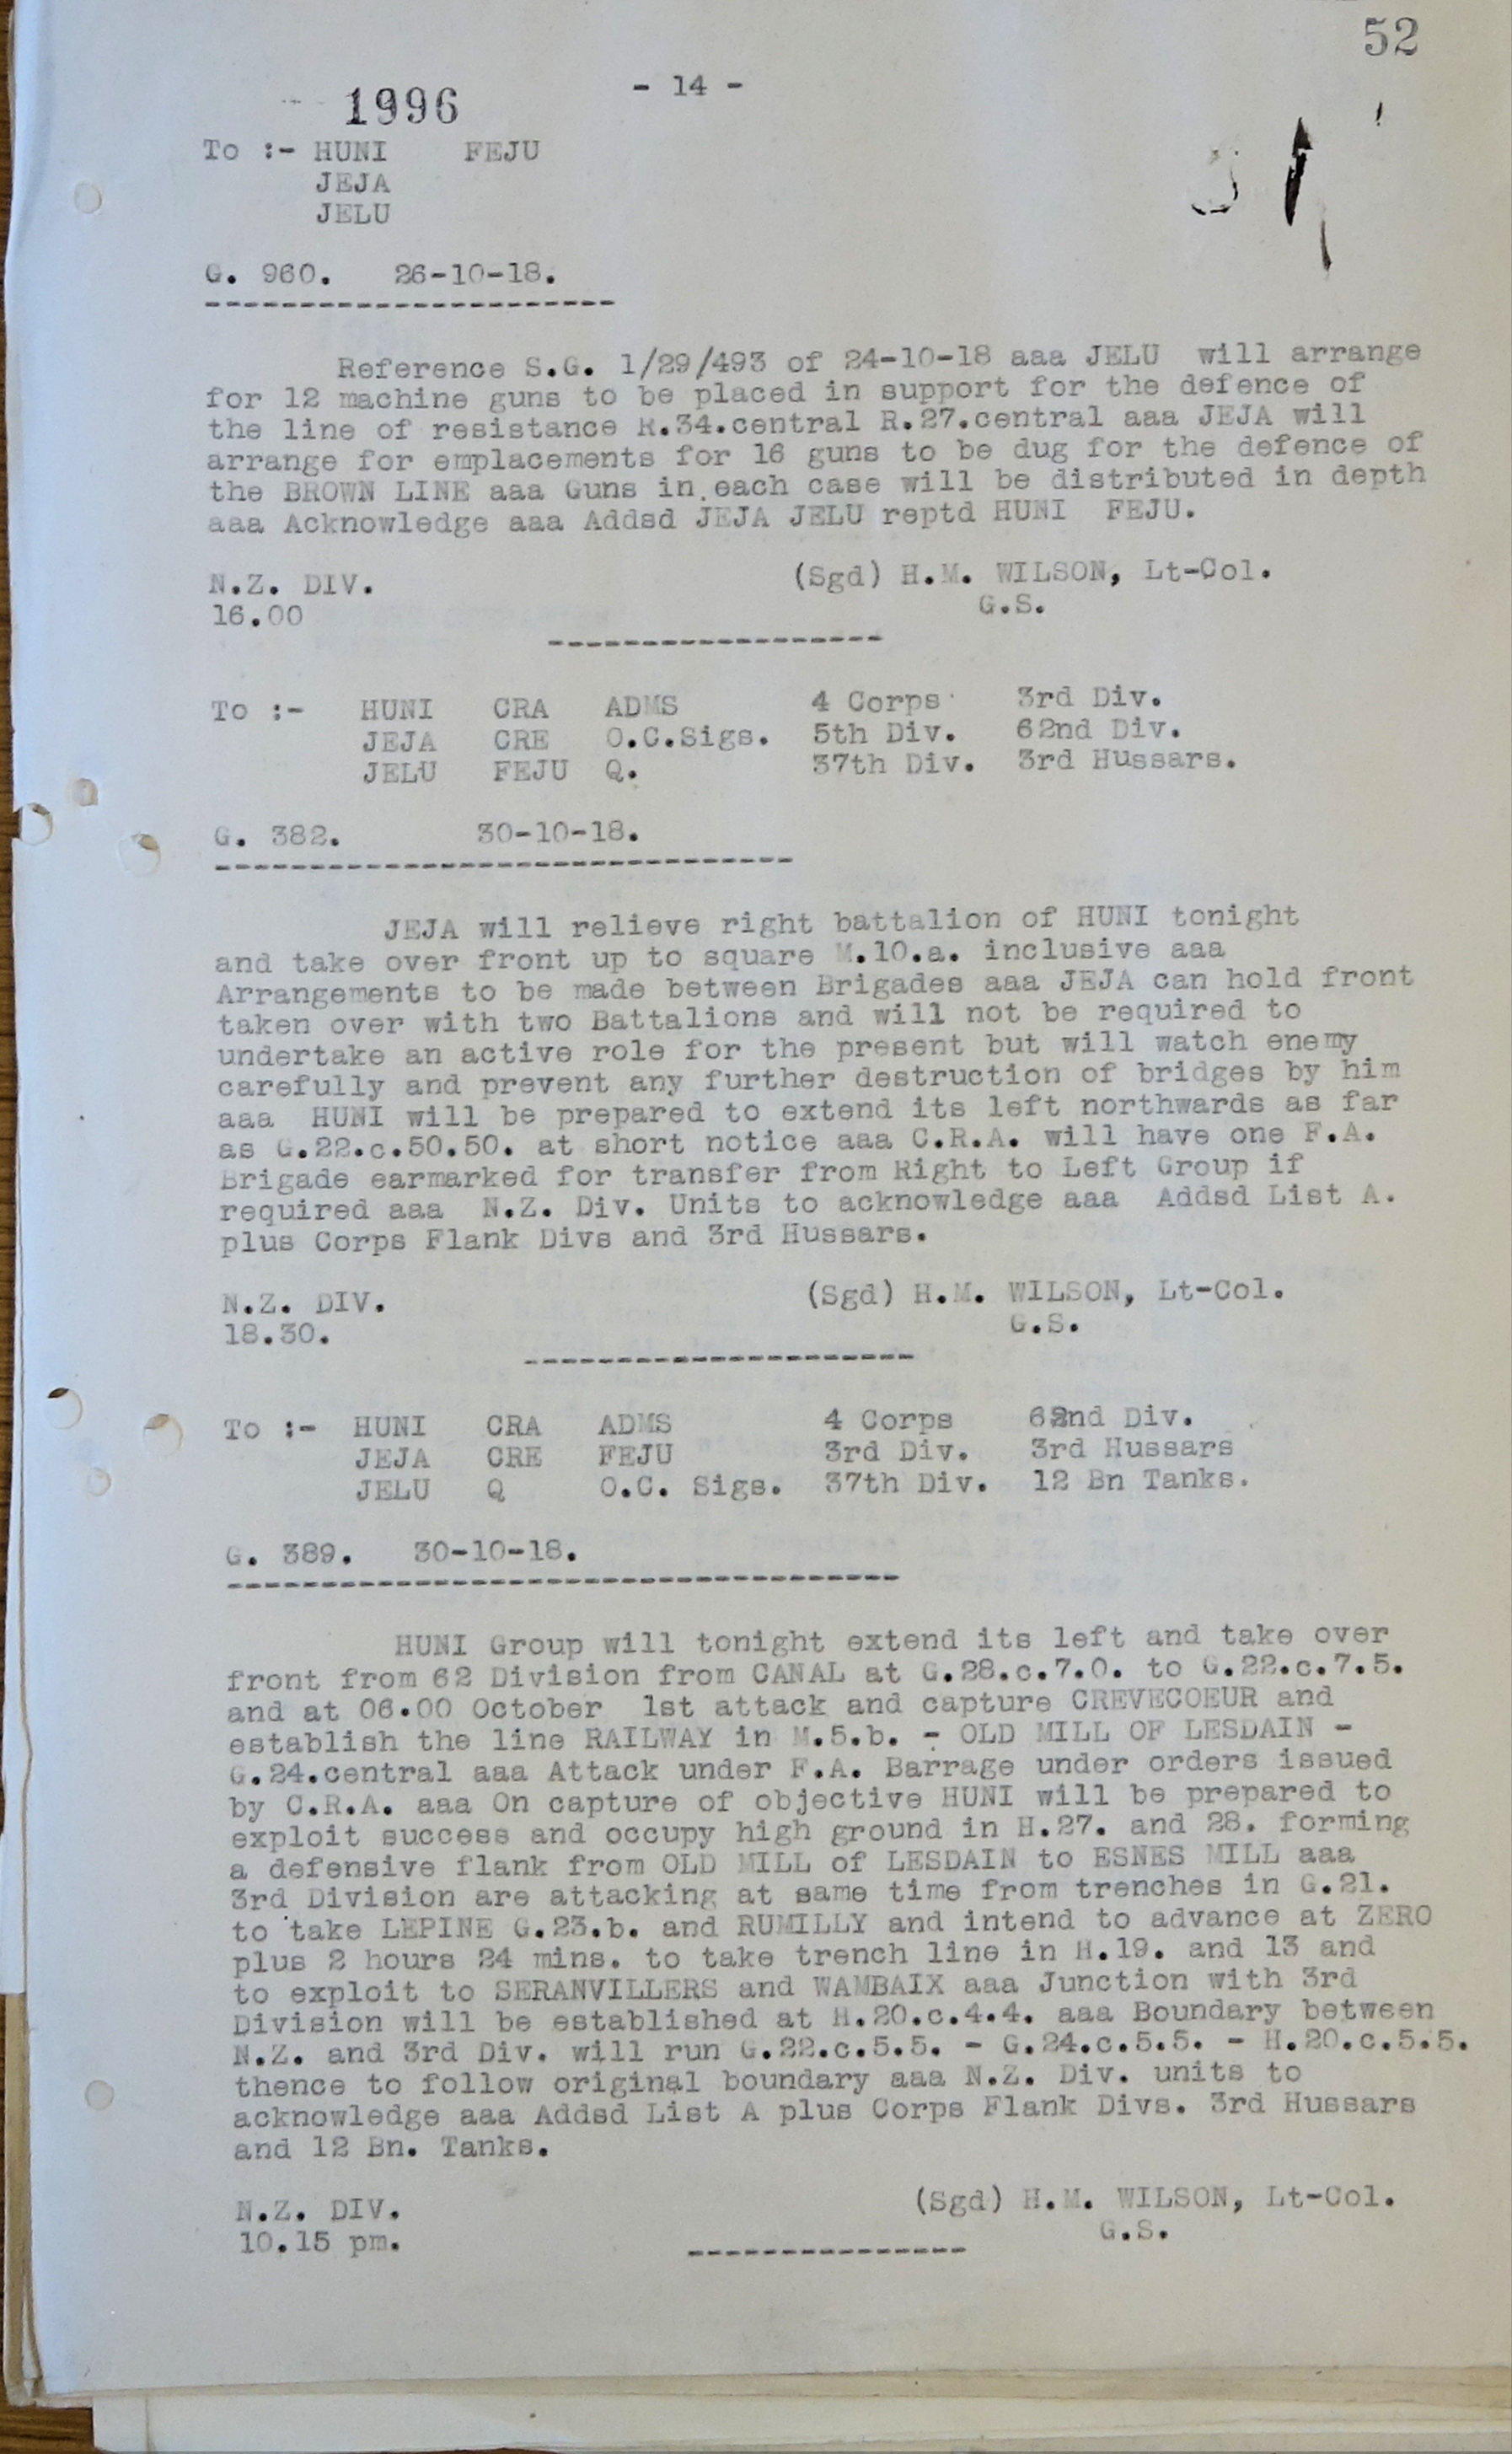 52
- 14 -
1996
To :- HUNI FEJU
JEJA
JELU
G. 960. 26-10-18.
Reference S.G. 1/29/493 of 24-10-18 aaa JELU will arrange
for 12 machine guns to be placed in support for the defence of
the line of resistance R.34.central R.27.central aaa JEJA will
arrange for emplacements for 16 guns to be dug for the defence of
the BROWN LINE aaa Guns in each case will be distributed in depth
aaa Acknowledge aaa Addsd JEJA JELU reptd HUNI FEJU.
N.Z. DIV. (Sgd) H.M. WILSON, Lt-Col.
16.00 G.S.
To :- HUNI CRA ADMS 4 Corps 3rd Div.
JEJA CRE O.C.Sigs. 5th Div. 62nd Div.
JELU FEJU Q. 37th Div. 3rd Hussars.
G. 382. 30-10-18.
JEJA will relieve right battalion of HUNI tonight
and take over front up to square M.10.a. inclusive aaa
Arrangements to be made between Brigades aaa JEJA can hold front
taken over with two Battalions and will not be required to
undertake an active role for the present but will watch enemy
carefully and prevent any further destruction of bridges by him
aaa HUNI will be prepared to extend its left northwards as far
as G.22.c.50.50. at short notice aaa C.R.A. will have one F.A.
Brigade earmarked for transfer from Right to Left Group if
required aaa N.Z. Div. Units to acknowledge aaa Addsd List A.
plus Corps Flank Divs and 3rd Hussars.
N.Z. DIV. (Sgd) H.M. WILSON, Lt-Col.
18.30. G.S.
To :- HUNI CRA ADMS 4 Corps 62nd Div.
JEJA CRE FEJU 3rd Div. 3rd Hussars
JELU Q O.C. Sigs. 37th Div. 12 Bn Tanks.
G. 389. 30-10-18.
HUNI Group will tonight extend its left and take over
front from 62 Division from CANAL at G.28.c.7.0. to G.22.c.7.5.
and at 06.00 October 1st attack and capture CREVECOEUR and
establish the line RAILWAY in M.5.b. - OLD MILL OF LESDAIN -
G.24.central aaa Attack under F.A. Barrage under orders issued
by C.R.A. aaa On capture of objective HUNI will be prepared to
exploit success and occupy high ground in H.27. and 28. forming
a defensive flank from OLD MILL of LESDAIN to ESNES MILL aaa
3rd Division are attacking at same time from trenches in G.21.
to take LEPINE G.23.b. and RUMILLY and intend to advance at ZERO
plus 2 hours 24 mins. to take trench line in H.19. and 13 and
to exploit to SERANVILLERS and WAMBAIX aaa Junction with 3rd
Division will be established at H.20.c.4.4. aaa Boundary between
N.Z. and 3rd Div. will run G.22.c.5.5. - G.24.c.5.5. - H.20.c.5.5.
thence to follow original boundary aaa N.Z. Div. units to
acknowledge aaa Addsd List A plus Corps Flank Divs. 3rd Hussars
and 12 Bn. Tanks.
N.Z. DIV. (Sgd) H.M. WILSON, Lt-Col.
10.15 pm. G.S.